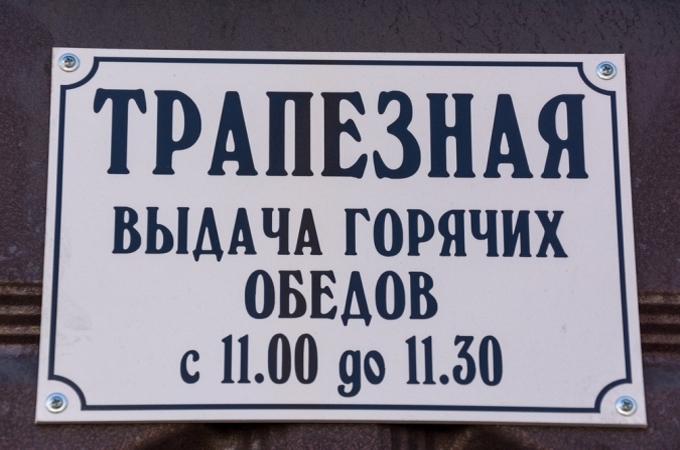 ТРАПЕЗНАЯ
ВЫДАЧА ГОРЯЧИХ
ОБЕДОВ
с 11.00 до 11.30